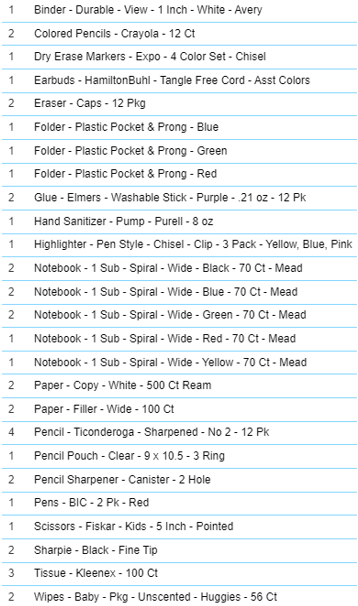 1 Binder - Durable - View - 1 Inch - White - Avery
2 Colored Pencils - Crayola - 12 Ct
1 Dry Erase Markers - Expo - 4 Color Set - Chisel
1 Earbuds - HamiltonBuhl - Tangle Free Cord - Asst Colors
2 Eraser - Caps - 12 Pkg
1 Folder - Plastic Pocket & Prong - Blue
1 Folder - Plastic Pocket & Prong - Green
1 Folder - Plastic Pocket & Prong - Red
2 Glue - Elmers - Washable Stick - Purple - .21 oz - 12 Pk
1 Hand Sanitizer - Pump - Purell - 8 oz
1 Highlighter - Pen Style - Chisel - Clip - 3 Pack - Yellow, Blue, Pink
2 Notebook - 1 Sub - Spiral - Wide - Black - 70 Ct - Mead
2 Notebook - 1 Sub - Spiral - Wide - Blue - 70 Ct - Mead
2 Notebook - 1 Sub - Spiral - Wide - Green - 70 Ct - Mead
1 Notebook - 1 Sub - Spiral - Wide - Red - 70 Ct - Mead
1 Notebook - 1 Sub - Spiral - Wide - Yellow - 70 Ct - Mead
2 Paper - Copy - White - 500 Ct Ream
2 Paper - Filler - Wide - 100 Ct
4 Pencil - Ticonderoga - Sharpened - No 2 - 12 Pk
1 Pencil Pouch - Clear - 9 x 10.5 - 3 Ring
2 Pencil Sharpener - Canister - 2 Hole
1 Pens - BIC - 2 Pk - Red
1 Scissors - Fiskar - Kids - 5 Inch - Pointed
2 Sharpie - Black - Fine Tip
3 Tissue - Kleenex - 100 Ct
2 Wipes - Baby - Pkg - Unscented - Huggies - 56 Ct